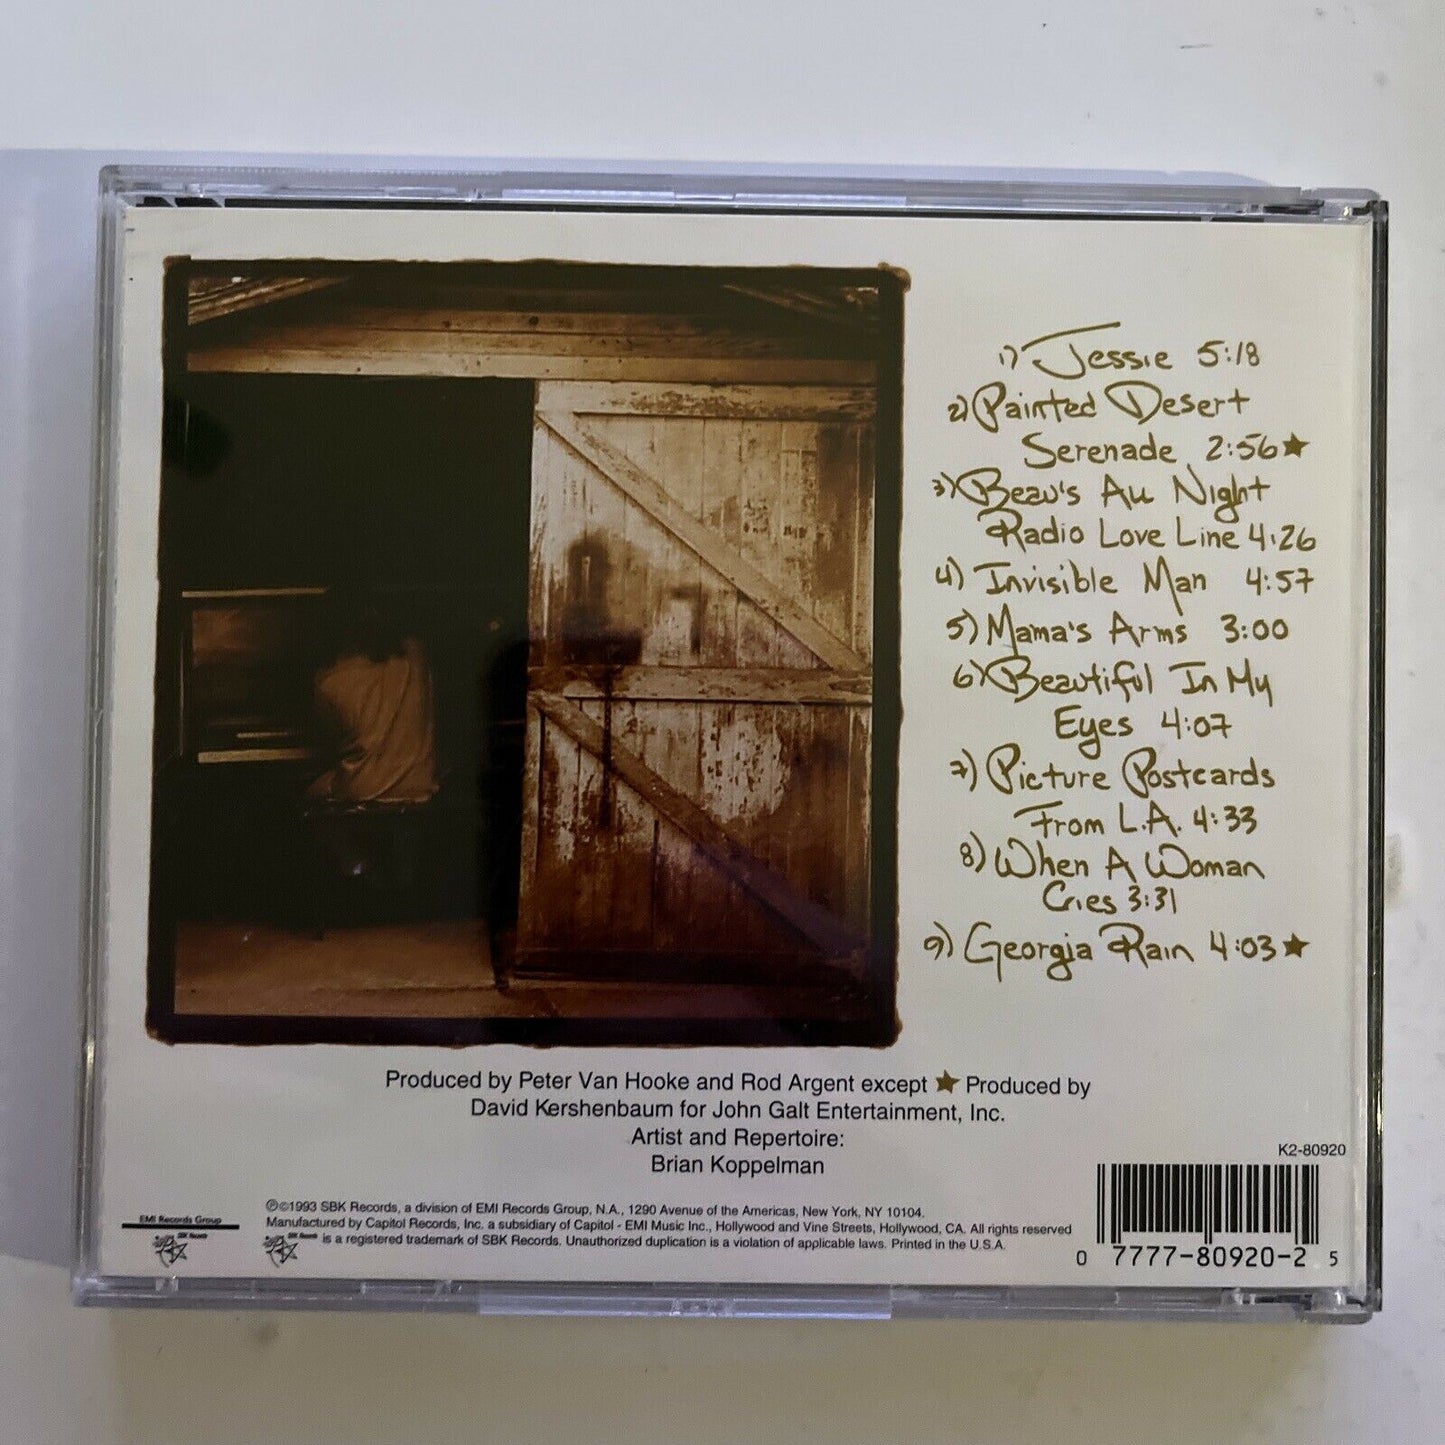 1) Jessie 5:18
2) Painted Desert
Serenade 2:56★
3) Beau's All Night
Radio Love Line 4:26
4) Invisible Man 4:57
5) Mama's Arms 3:00
6) Beautiful In My
Eyes 4:07
7) Picture Postcards
From L.A. 4:33
8) When A Woman
Cries 3:31
9) Georgia Rain 4:03★
Produced by Peter Van Hooke and Rod Argent except ★ Produced by
David Kershenbaum for John Galt Entertainment, Inc.
Artist and Repertoire:
Brian Koppelman
K2-80920
EMI Records Group
SBK Records
℗©1993 SBK Records, a division of EMI Records Group, N.A., 1290 Avenue of the Americas, New York, NY 10104.
Manufactured by Capitol Records, Inc. a subsidiary of Capitol - EMI Music Inc., Hollywood and Vine Streets, Hollywood, CA. All rights reserved
SBK Records is a registered trademark of SBK Records. Unauthorized duplication is a violation of applicable laws. Printed in the U.S.A.
0 7777-80920-2 5